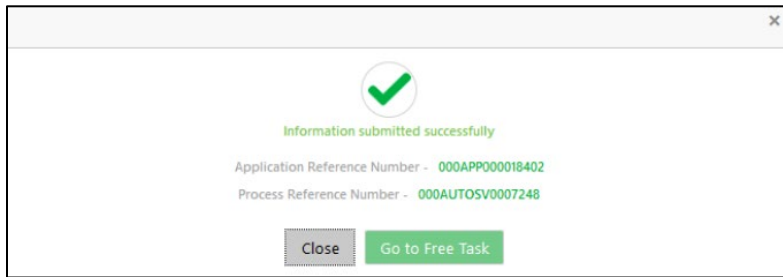 Information submitted successfully
Application Reference Number - 000APP000018402
Process Reference Number - 000AUTOSV0007248
Close Go to Free Task